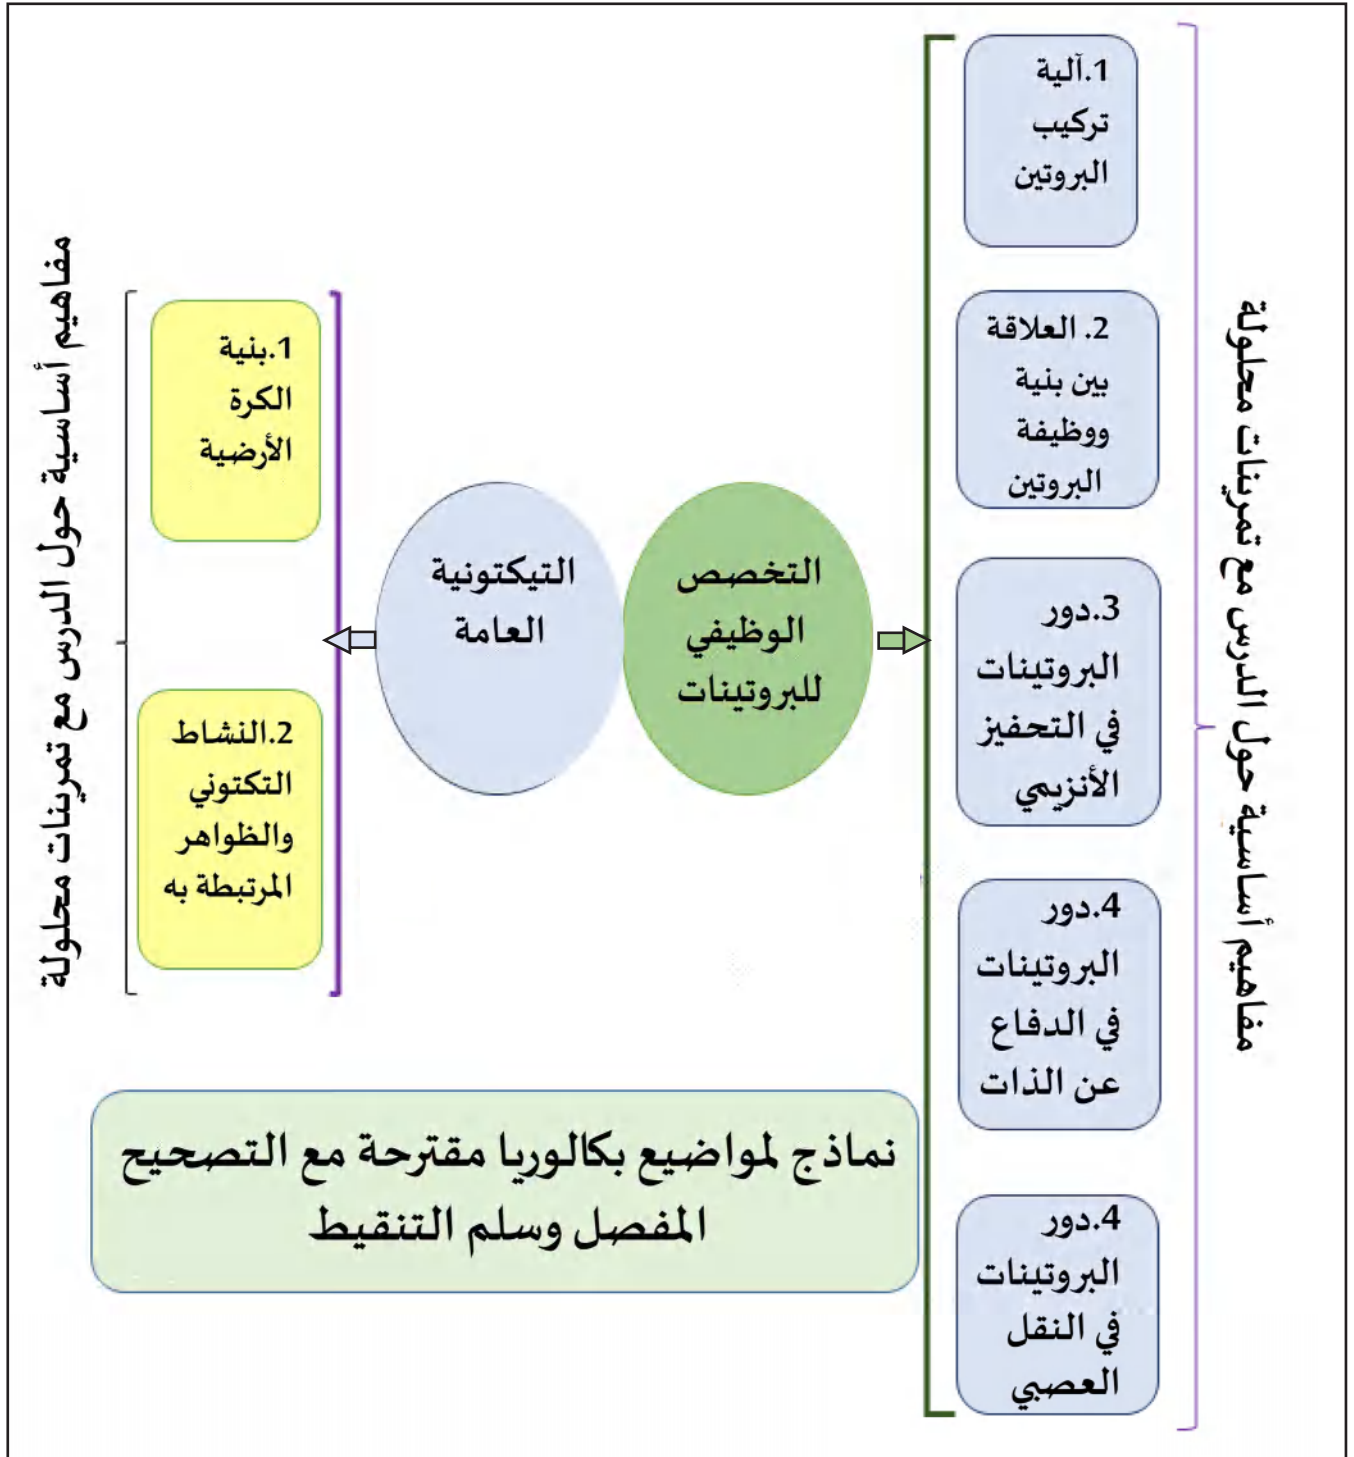 1.آلية
تركيب
البروتين
2. العلاقة
بين بنية
ووظيفة
البروتين
3.دور
البروتينات
في التحفيز
الأنزيمي
4.دور
البروتينات
في الدفاع
عن الذات
4.دور
البروتينات
في النقل
العصبي
مفاهيم أساسية حول الدرس مع تمرينات محلولة
التخصص
الوظيفي
للبروتينات
التيكتونية
العامة
1.بنية
الكرة
الأرضية
2.النشاط
التكتوني
والظواهر
المرتبطة به
مفاهيم أساسية حول الدرس مع تمرينات محلولة
نماذج لمواضيع بكالوريا مقترحة مع التصحيح
المفصل وسلم التنقيط